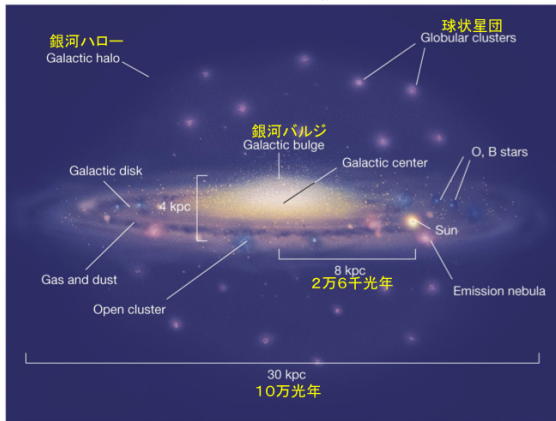 銀河ハロー
Galactic halo
球状星団
Globular clusters
銀河バルジ
Galactic bulge
Galactic center
O, B stars
Galactic disk
4 kpc
Sun
Gas and dust
8 kpc
2万6千光年
Emission nebula
Open cluster
30 kpc
10万光年